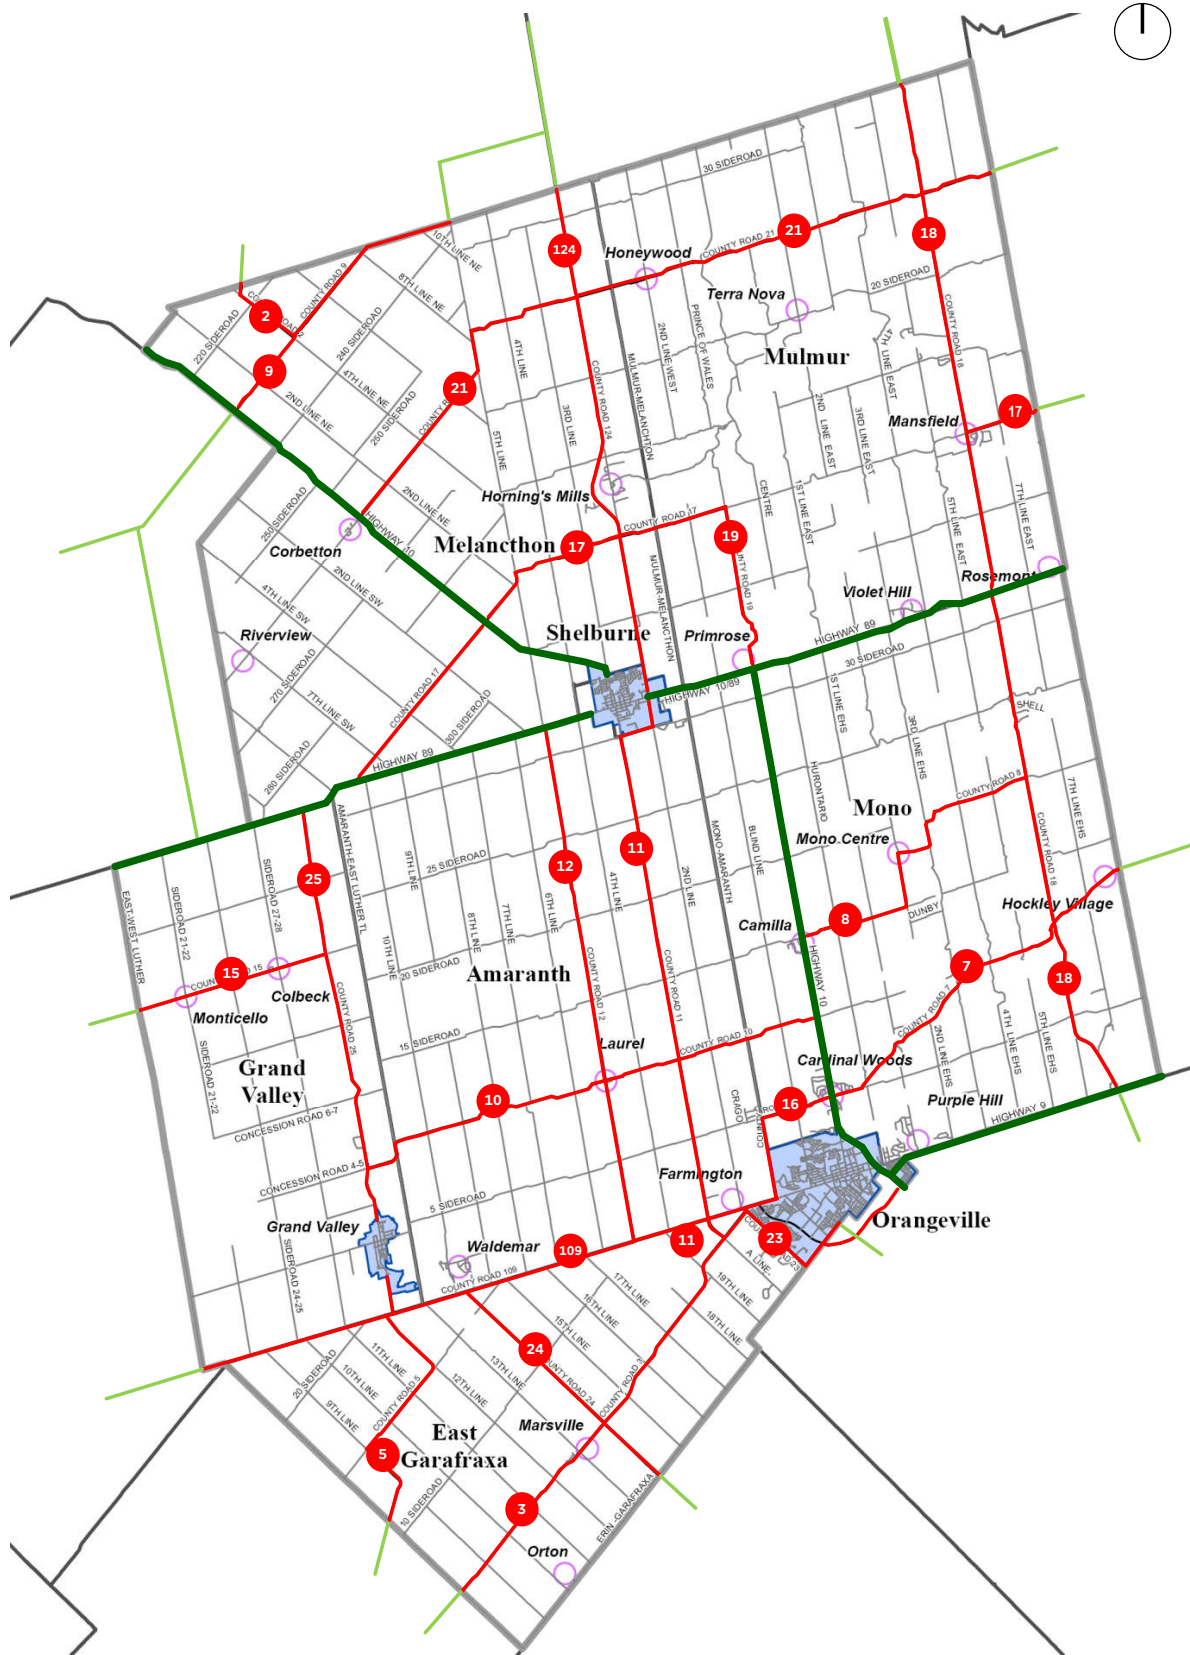 30 SIDEROAD
10TH LINE NE
124
Honeywood
COUNTY ROAD 21
21
18
COUNTY ROAD 9
8TH LINE NE
Terra Nova
20 SIDEROAD
2
220 SIDEROAD
240 SIDEROAD
4TH LINE
2ND LINE WEST
PRINCE OF WALES
Mulmur
4TH LINE EAST
COUNTY ROAD 18
9
4TH LINE NE
2ND LINE NE
250 SIDEROAD
21
COUNTY ROAD 124
MULMUR-MELANCHTON
3RD LINE
2ND LINE EAST
3RD LINE EAST
Mansfield
17
5TH LINE
250 SIDEROAD
2ND LINE NE
Horning's Mills
CENTRE
1ST LINE EAST
5TH LINE EAST
7TH LINE EAST
HIGHWAY 10
Corbetton
Melancthon
17
COUNTY ROAD 17
19
4TH LINE SW
2ND LINE SW
MULMUR-MELANCTHON
Violet Hill
Rosemont
Riverview
Shelburne
Primrose
HIGHWAY 89
270 SIDEROAD
30 SIDEROAD
COUNTY ROAD 17
7TH LINE SW
300 SIDEROAD
HIGHWAY 10/89
1ST LINE EHS
SHELL
280 SIDEROAD
HIGHWAY 89
3RD LINE EHS
HURONTARIO
COUNTY ROAD 8
7TH LINE EHS
AMARANTH-EAST LUTHER TL
Mono
Mono Centre
MONO-AMARANTH
BLIND LINE
COUNTY ROAD 18
25
9TH LINE
25 SIDEROAD
12
11
4TH LINE
2ND LINE
EAST-WEST LUTHER
SIDEROAD 21-22
SIDEROAD 27-28
8TH LINE
7TH LINE
6TH LINE
Camilla
8
DUNBY
Hockley Village
10TH LINE
20 SIDEROAD
Amaranth
COUNTY ROAD 12
COUNTY ROAD 11
HIGHWAY 10
7
18
15
Colbeck
Monticello
COUNTY ROAD 25
15 SIDEROAD
Laurel
COUNTY ROAD 10
COUNTY ROAD 7
4TH LINE EHS
5TH LINE EHS
2ND LINE EHS
SIDEROAD 21-22
Grand
Valley
Cardinal Woods
10
16
CRAGO
Purple Hill
HIGHWAY 9
CONCESSION ROAD 6-7
CONCESSION ROAD 4-5
5 SIDEROAD
Farmington
Grand Valley
Waldemar
Orangeville
SIDEROAD 24-25
109
11
23
COUNTY ROAD 109
A LINE
17TH LINE
19TH LINE
16TH LINE
15TH LINE
18TH LINE
20 SIDEROAD
11TH LINE
10TH LINE
9TH LINE
COUNTY ROAD 5
13TH LINE
12TH LINE
24
COUNTY ROAD 3
Marsville
East
Garafraxa
5
10 SIDEROAD
3
ERIN -GARAFRAXA
Orton